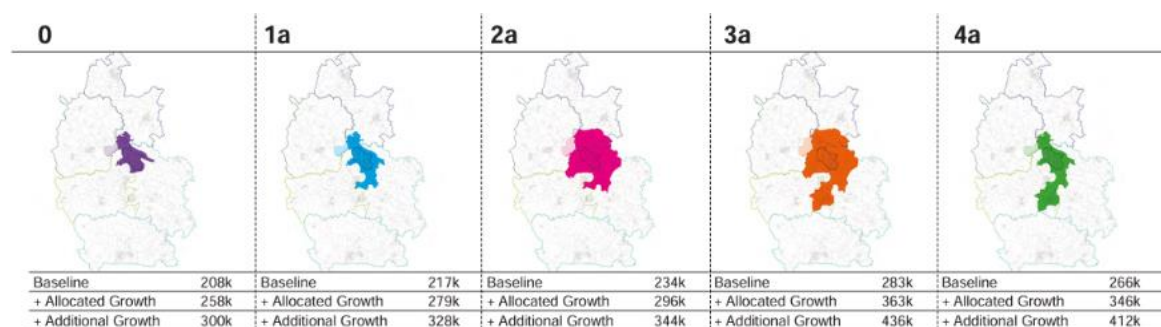 0 1a 2a 3a 4a
Baseline 208k Baseline 217k Baseline 234k Baseline 283k Baseline 266k
+ Allocated Growth 258k + Allocated Growth 279k + Allocated Growth 296k + Allocated Growth 363k + Allocated Growth 346k
+ Additional Growth 300k + Additional Growth 328k + Additional Growth 344k + Additional Growth 436k + Additional Growth 412k